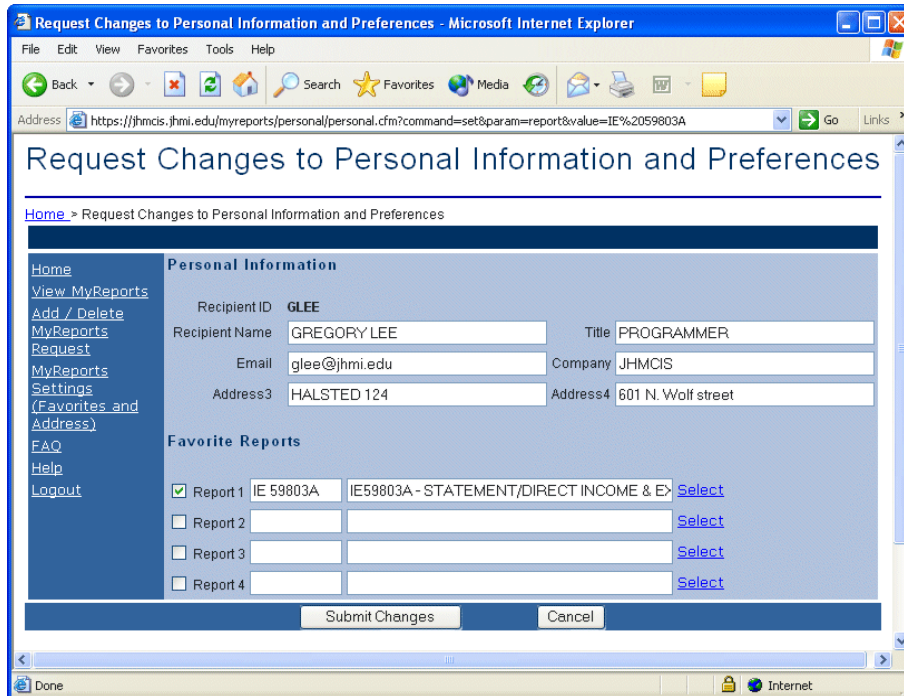 Request Changes to Personal Information and Preferences - Microsoft Internet Explorer
File Edit View Favorites Tools Help
Back Search Favorites Media
Address https://jhmcis.jhmi.edu/myreports/personal/personal.cfm?command=set&param=report&value=IE%2059803A Go Links
Request Changes to Personal Information and Preferences
Home > Request Changes to Personal Information and Preferences
Home
View MyReports
Add / Delete
MyReports
Request
MyReports
Settings
(Favorites and
Address)
FAQ
Help
Logout
Personal Information
Recipient ID GLEE
Recipient Name GREGORY LEE Title PROGRAMMER
Email glee@jhmi.edu Company JHMCIS
Address3 HALSTED 124 Address4 601 N. Wolf street
Favorite Reports
Report 1 IE 59803A IE59803A - STATEMENT/DIRECT INCOME & EX Select
Report 2 Select
Report 3 Select
Report 4 Select
Submit Changes Cancel
Done Internet